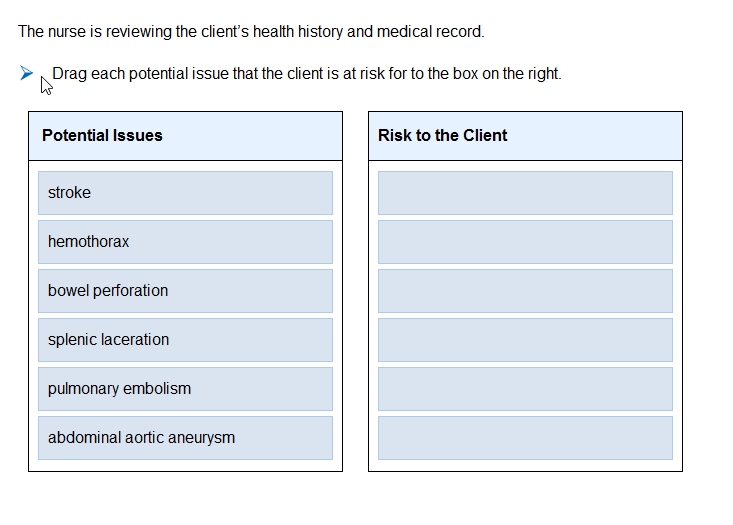 The nurse is reviewing the client's health history and medical record.
Drag each potential issue that the client is at risk for to the box on the right.
Potential Issues
Risk to the Client
stroke
hemothorax
bowel perforation
splenic laceration
pulmonary embolism
abdominal aortic aneurysm